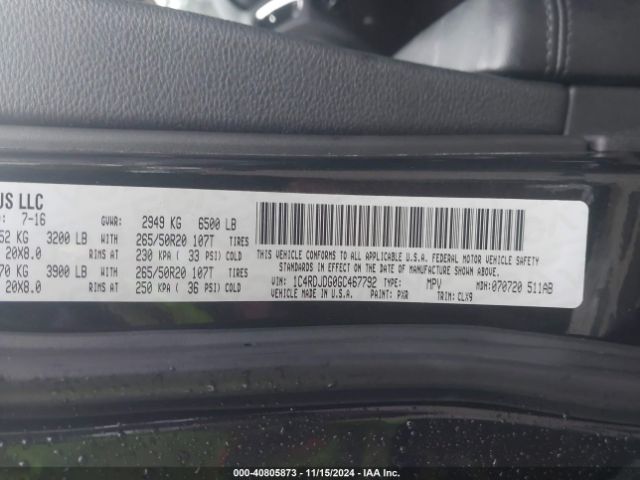 US LLC
: 7-16 GVWR: 2949 KG 6500 LB
52 KG 3200 LB WITH 265/50R20 107T TIRES
20X8.0 RIMS AT 230 KPA ( 33 PSI) COLD
70 KG 3900 LB WITH 265/50R20 107T TIRES
20X8.0 RIMS AT 250 KPA ( 36 PSI) COLD
THIS VEHICLE CONFORMS TO ALL APPLICABLE U.S.A. FEDERAL MOTOR VEHICLE SAFETY
STANDARDS IN EFFECT ON THE DATE OF MANUFACTURE SHOWN ABOVE.
VIN: 1C4RDJDG0GC467792 TYPE: MPV MDH: 070720 511AB
VEHICLE MADE IN U.S.A. PAINT: PXR TRIM: CLX9
000-40805873 - 11/15/2024 - IAA Inc.